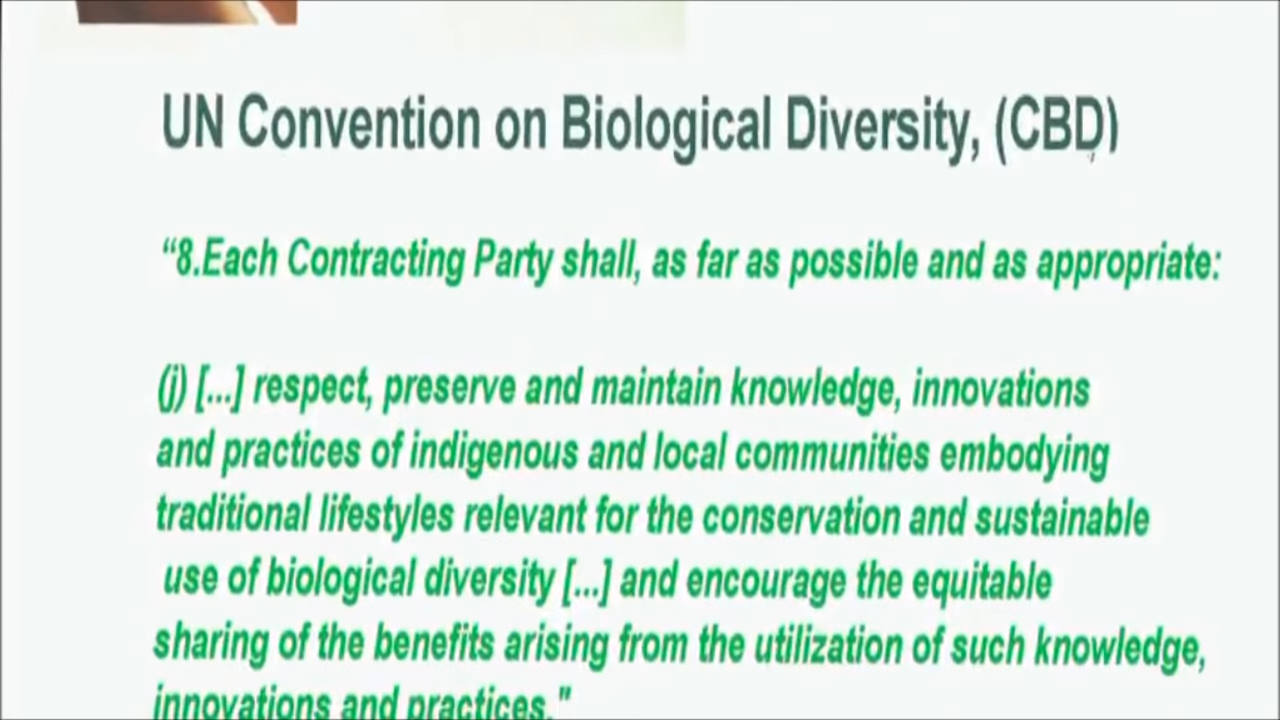 UN Convention on Biological Diversity, (CBD)
“8.Each Contracting Party shall, as far as possible and as appropriate:
(j) [...] respect, preserve and maintain knowledge, innovations
and practices of indigenous and local communities embodying
traditional lifestyles relevant for the conservation and sustainable
use of biological diversity [...] and encourage the equitable
sharing of the benefits arising from the utilization of such knowledge,
innovations and practices."